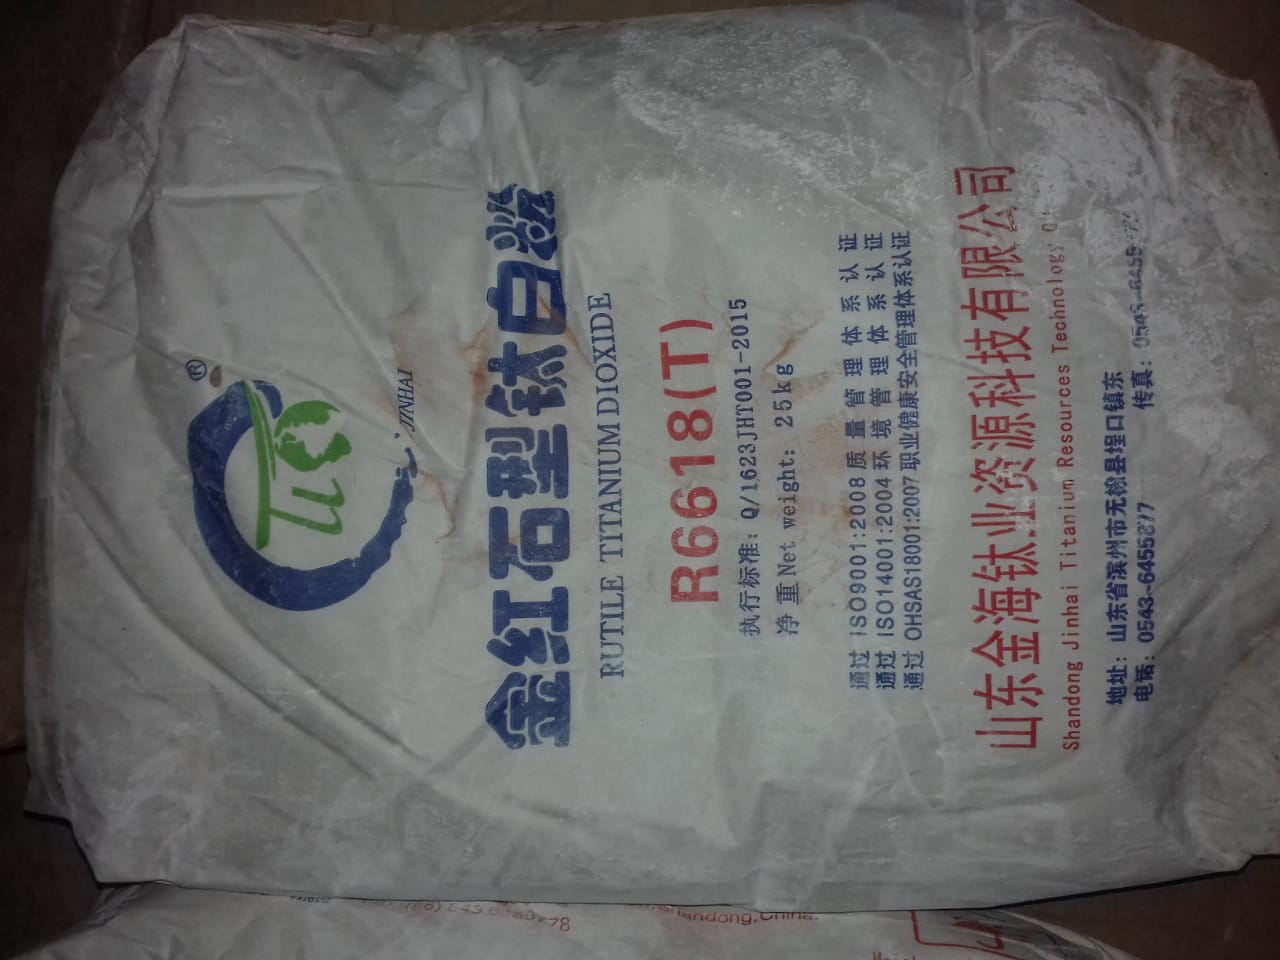 ®
JINHAI
金红石型钛白粉
RUTILE TITANIUM DIOXIDE
R6618(T)
执行标准: Q/1623JHT001-2015
净重 Net weight: 25kg
通过 ISO9001:2008 质量管理体系认证
通过 ISO14001:2004 环境管理体系认证
通过 OHSAS18001:2007 职业健康安全管理体系认证
山东金海钛业资源科技有限公司
Shandong Jinhai Titanium Resources Technology
地址: 山东省滨州市无棣县埕口镇东
电话: 0543-6455877 传真:
Shandong, China.